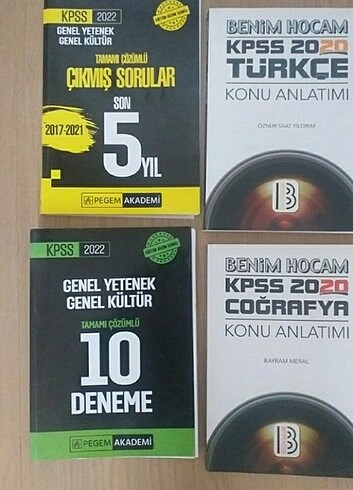 KPSS 2022
GENEL YETENEK
GENEL KÜLTÜR
TAMAMI ÇÖZÜMLÜ
ÇIKMIŞ SORULAR
SON
2017-2021
5
YIL
PEGEM AKADEMİ
BENİM HOCAM
KPSS 2020
TÜRKÇE
KONU ANLATIMI
ÖZNUR SAAT YILDIRIM
B
KPSS 2022
GENEL YETENEK
GENEL KÜLTÜR
TAMAMI ÇÖZÜMLÜ
10
DENEME
PEGEM AKADEMİ
BENİM HOCAM
KPSS 2020
COĞRAFYA
KONU ANLATIMI
BAYRAM MERAL
B